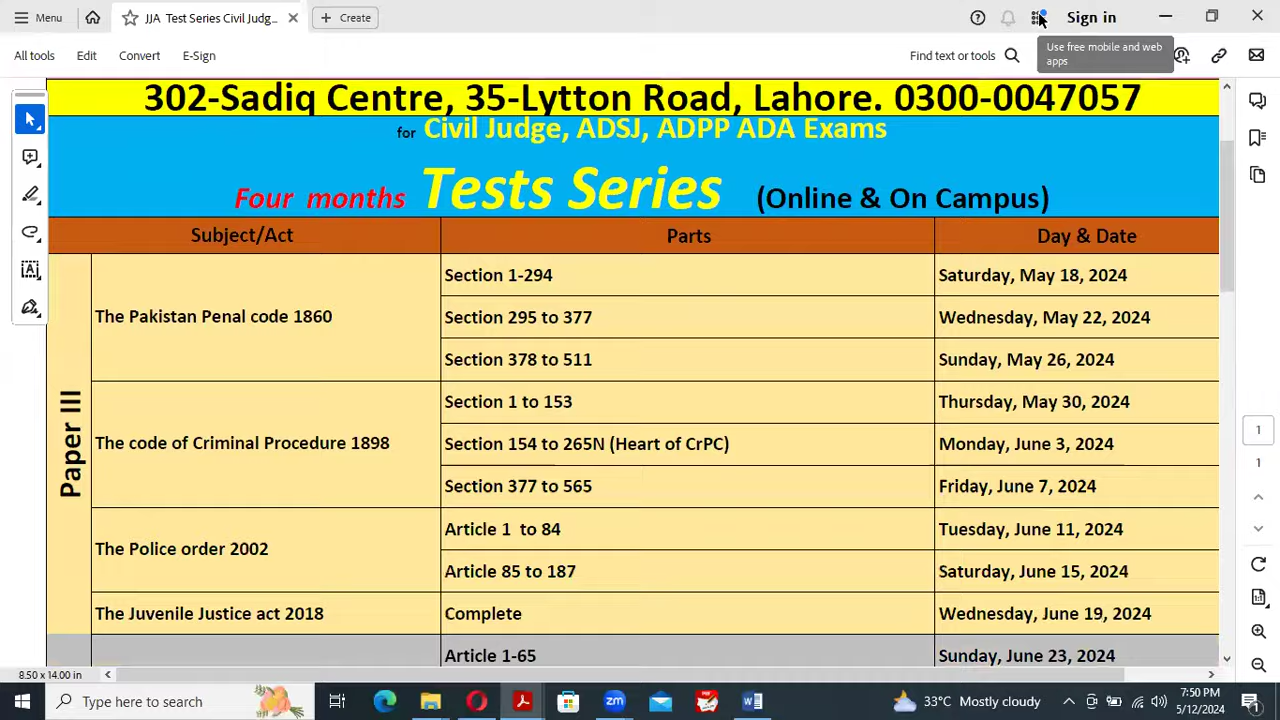 Menu
JJA Test Series Civil Judg...
Create
Sign in
All tools
Edit
Convert
E-Sign
Find text or tools
Use free mobile and web
apps
302-Sadiq Centre, 35-Lytton Road, Lahore. 0300-0047057
for Civil Judge, ADSJ, ADPP ADA Exams
Four months Tests Series (Online & On Campus)
Subject/Act Parts Day & Date
Paper III
The Pakistan Penal code 1860
Section 1-294 Saturday, May 18, 2024
Section 295 to 377 Wednesday, May 22, 2024
Section 378 to 511 Sunday, May 26, 2024
The code of Criminal Procedure 1898
Section 1 to 153 Thursday, May 30, 2024
Section 154 to 265N (Heart of CrPC) Monday, June 3, 2024
Section 377 to 565 Friday, June 7, 2024
The Police order 2002
Article 1 to 84 Tuesday, June 11, 2024
Article 85 to 187 Saturday, June 15, 2024
The Juvenile Justice act 2018 Complete Wednesday, June 19, 2024
Article 1-65 Sunday, June 23, 2024
1
1
8.50 x 14.00 in
Type here to search
33°C Mostly cloudy
7:50 PM
5/12/2024
1